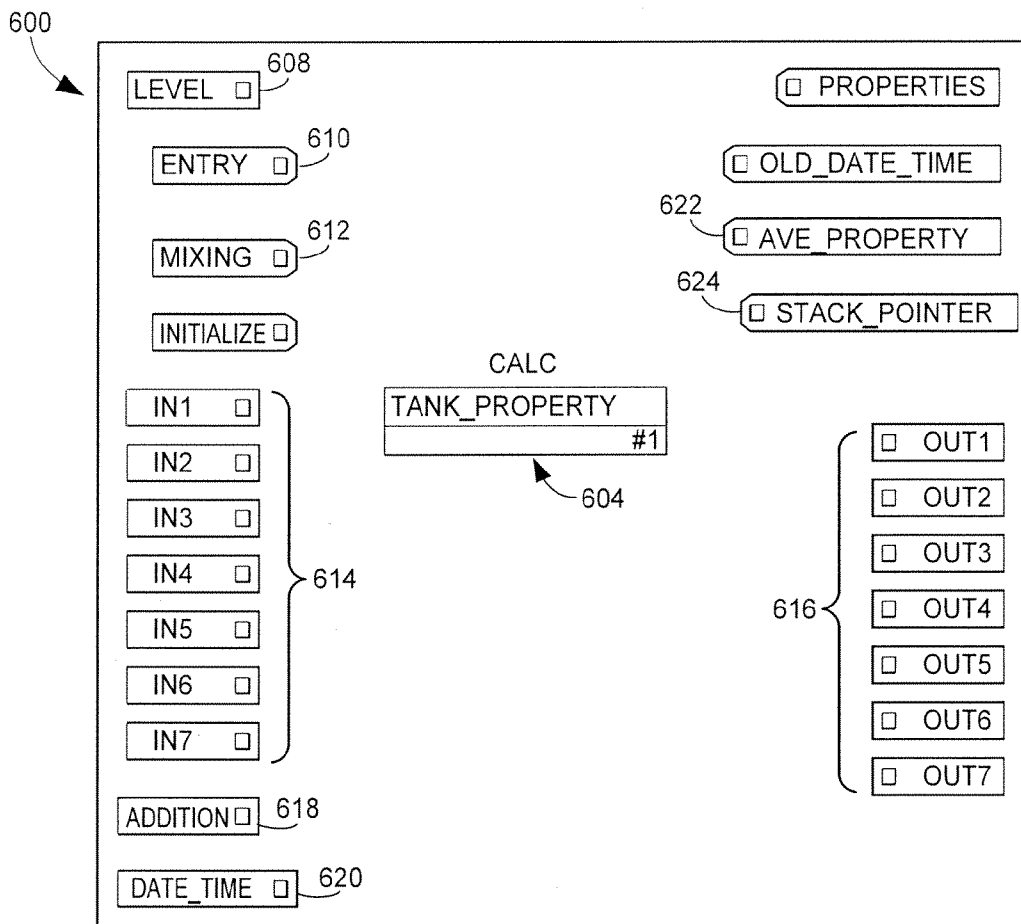 600
LEVEL
608
PROPERTIES
ENTRY
610
OLD_DATE_TIME
622
AVE_PROPERTY
MIXING
612
624
STACK_POINTER
INITIALIZE
CALC
TANK_PROPERTY
#1
604
IN1
IN2
IN3
IN4
IN5
IN6
IN7
614
OUT1
OUT2
OUT3
OUT4
OUT5
OUT6
OUT7
616
ADDITION
618
DATE_TIME
620